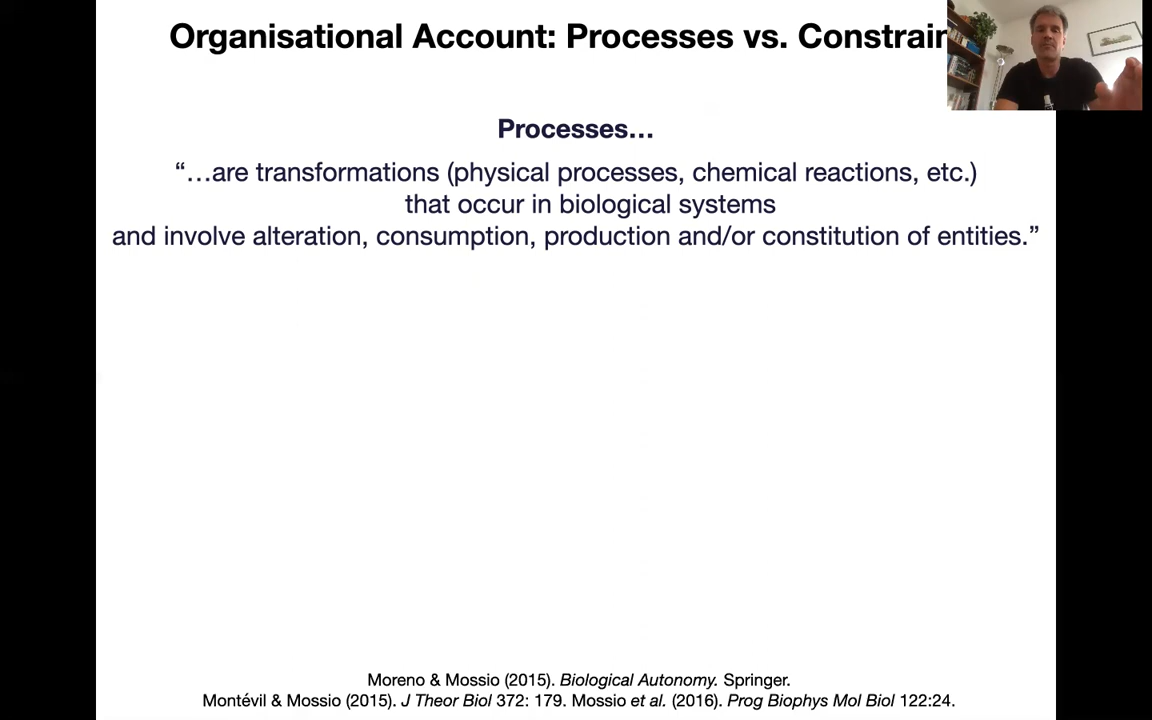 Organisational Account: Processes vs.
Processes…
“…are transformations (physical processes, chemical reactions, etc.)
that occur in biological systems
and involve alteration, consumption, production and/or constitution of entities.”
Moreno & Mossio (2015). Biological Autonomy. Springer.
Montévil & Mossio (2015). J Theor Biol 372: 179. Mossio et al. (2016). Prog Biophys Mol Biol 122:24.